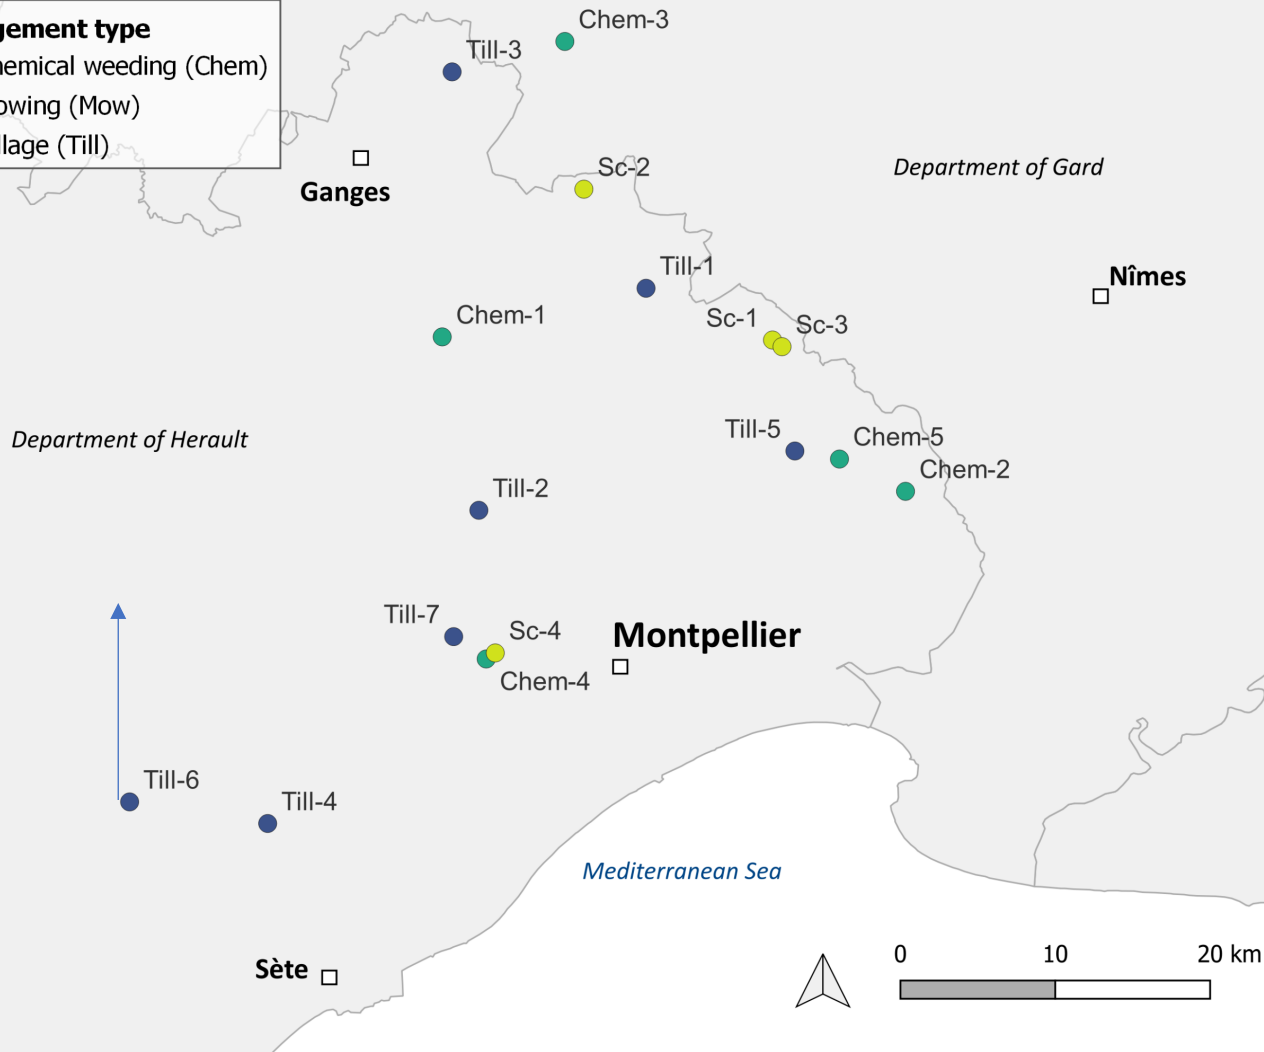 gement type
hemical weeding (Chem)
owing (Mow)
llage (Till)
Chem-3
Till-3
Ganges
Sc-2
Department of Gard
Till-1
Nîmes
Chem-1
Sc-1
Sc-3
Department of Herault
Till-5
Chem-5
Chem-2
Till-2
Till-7
Sc-4
Montpellier
Chem-4
Till-6
Till-4
Mediterranean Sea
Sète
0 10 20 km